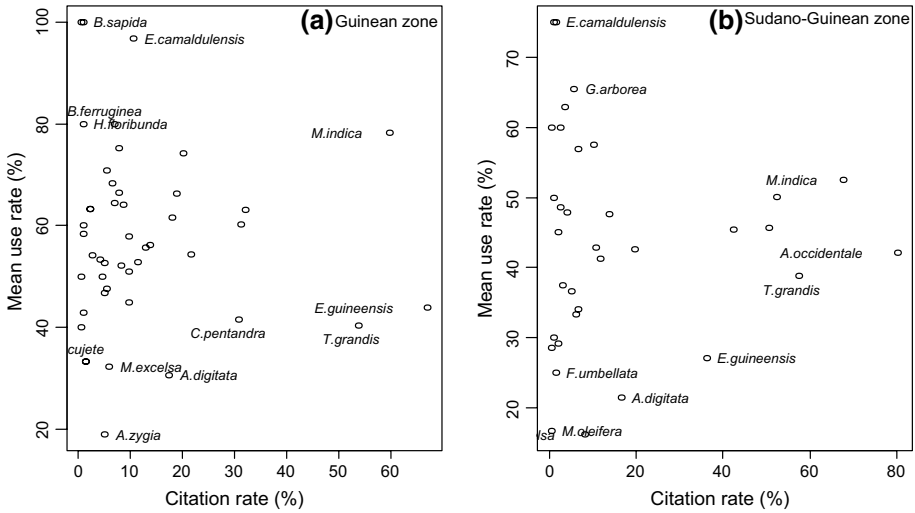 (a) Guinean zone
B.sapida
E.camaldulensis
B.ferruginea
H.floribunda
M.indica
E.guineensis
C.pentandra
T.grandis
cujete
M.excelsa
A.digitata
A.zygia
100
80
60
40
20
0 10 20 30 40 50 60
Mean use rate (%)
Citation rate (%)
(b) Sudano-Guinean zone
E.camaldulensis
G.arborea
M.indica
A.occidentale
T.grandis
E.guineensis
F.umbellata
A.digitata
M.oleifera
lsa
70
60
50
40
30
20
0 20 40 60 80
Mean use rate (%)
Citation rate (%)